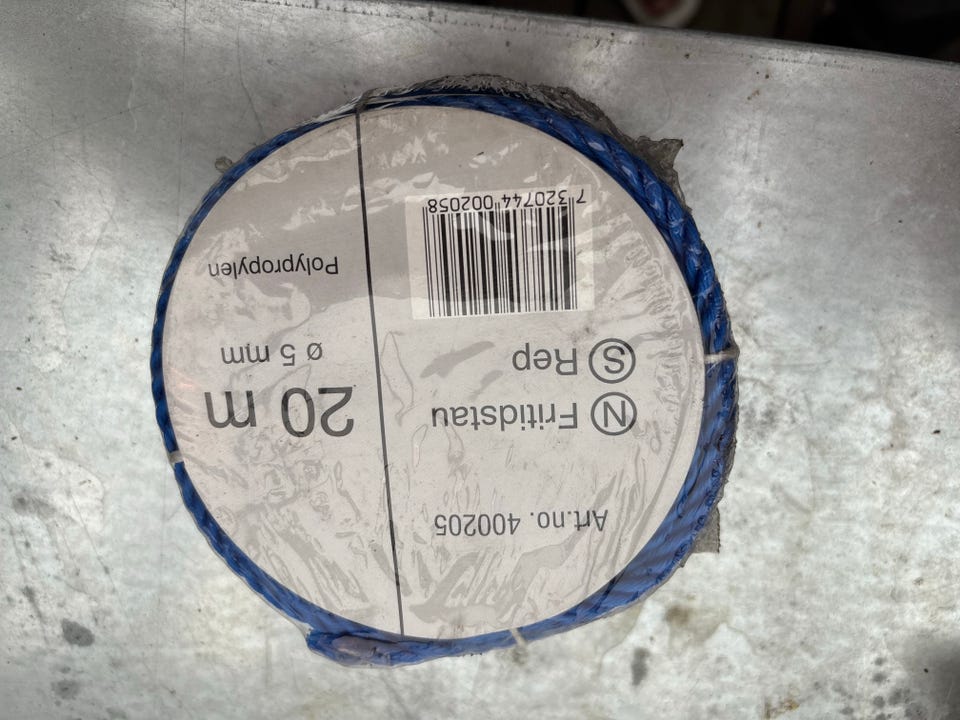 Art.no. 400205
Ⓝ Fritidstau
Ⓢ Rep
7 320744 002058
20 m
ø 5 mm
Polypropylen